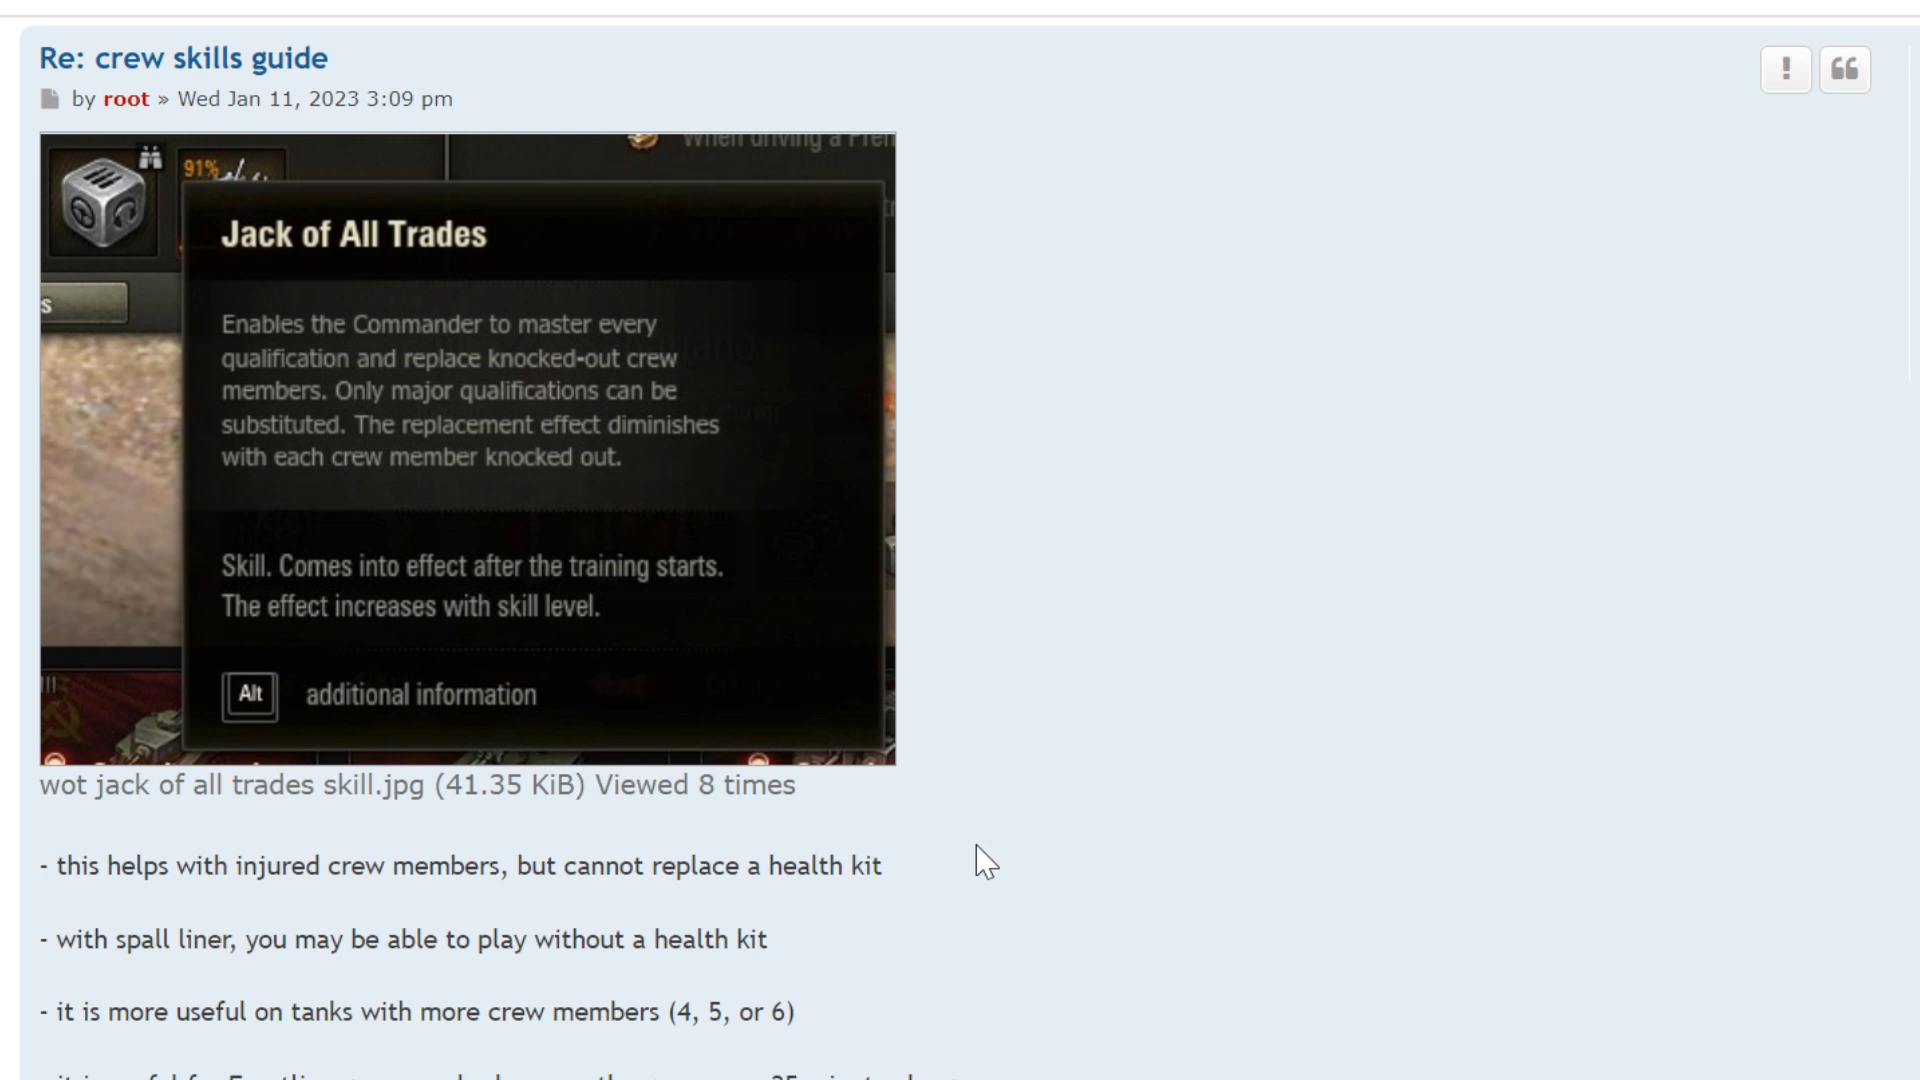 Re: crew skills guide
by root » Wed Jan 11, 2023 3:09 pm
When driving a
91%
Jack of All Trades
s
Enables the Commander to master every
qualification and replace knocked-out crew
members. Only major qualifications can be
substituted. The replacement effect diminishes
with each crew member knocked out.
Skill. Comes into effect after the training starts.
The effect increases with skill level.
III
Alt additional information
wot jack of all trades skill.jpg (41.35 KiB) Viewed 8 times
- this helps with injured crew members, but cannot replace a health kit
- with spall liner, you may be able to play without a health kit
- it is more useful on tanks with more crew members (4, 5, or 6)